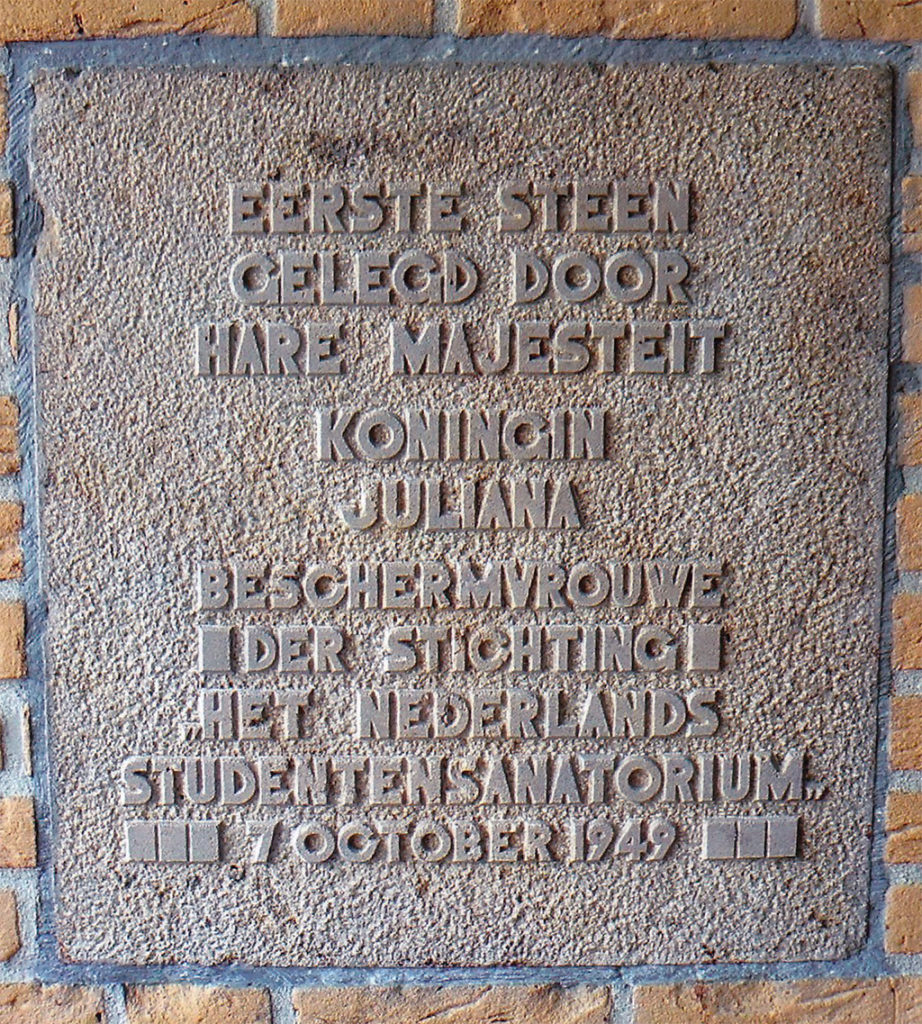 EERSTE STEEN
GELEGD DOOR
HARE MAJESTEIT
KONINGIN
JULIANA
BESCHERMVROUWE
DER STICHTING
„HET NEDERLANDS
STUDENTENSANATORIUM„
7 OCTOBER 1949